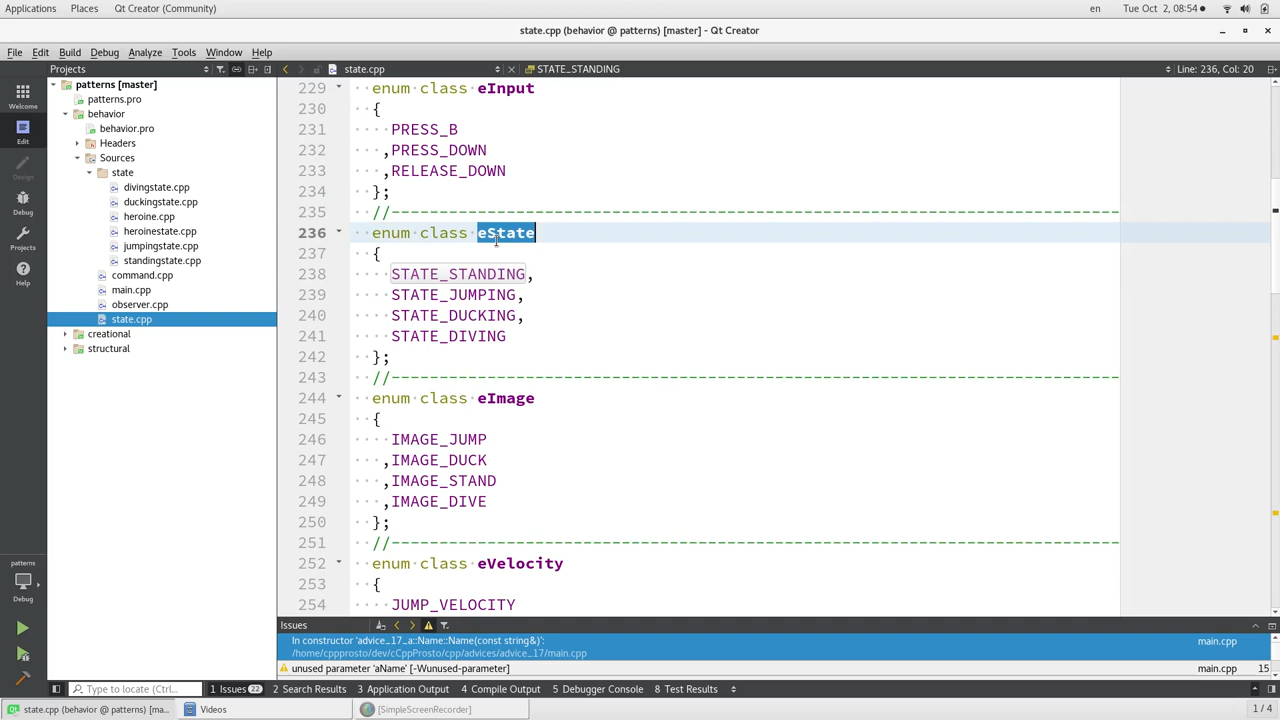 Applications Places Qt Creator (Community) en Tue Oct 2, 08:54
state.cpp (behavior @ patterns) [master] - Qt Creator
File Edit Build Debug Analyze Tools Window Help
Projects state.cpp STATE_STANDING Line: 236, Col: 20
Welcome
Edit
Design
Debug
Projects
Help
patterns
Debug
patterns [master]
patterns.pro
behavior
behavior.pro
Headers
Sources
state
divingstate.cpp
duckingstate.cpp
heroine.cpp
heroinestate.cpp
jumpingstate.cpp
standingstate.cpp
command.cpp
main.cpp
observer.cpp
state.cpp
creational
structural
229 enum class eInput
230 {
231 PRESS_B
232 ,PRESS_DOWN
233 ,RELEASE_DOWN
234 };
235 //----------------------------------------------------------------------------
236 enum class eState
237 {
238 STATE_STANDING,
239 STATE_JUMPING,
240 STATE_DUCKING,
241 STATE_DIVING
242 };
243 //----------------------------------------------------------------------------
244 enum class eImage
245 {
246 IMAGE_JUMP
247 ,IMAGE_DUCK
248 ,IMAGE_STAND
249 ,IMAGE_DIVE
250 };
251 //----------------------------------------------------------------------------
252 enum class eVelocity
253 {
254 JUMP_VELOCITY
Issues
In constructor 'advice_17_a::Name::Name(const string&)': main.cpp
/home/cppprosto/dev/cCppProsto/cpp/advices/advice_17/main.cpp
unused parameter 'aName' [-Wunused-parameter] main.cpp 15
Type to locate (Ctrl... 1 Issues 22 2 Search Results 3 Application Output 4 Compile Output 5 Debugger Console 8 Test Results
state.cpp (behavior @ patterns) [ma... Videos [SimpleScreenRecorder] 1 / 4